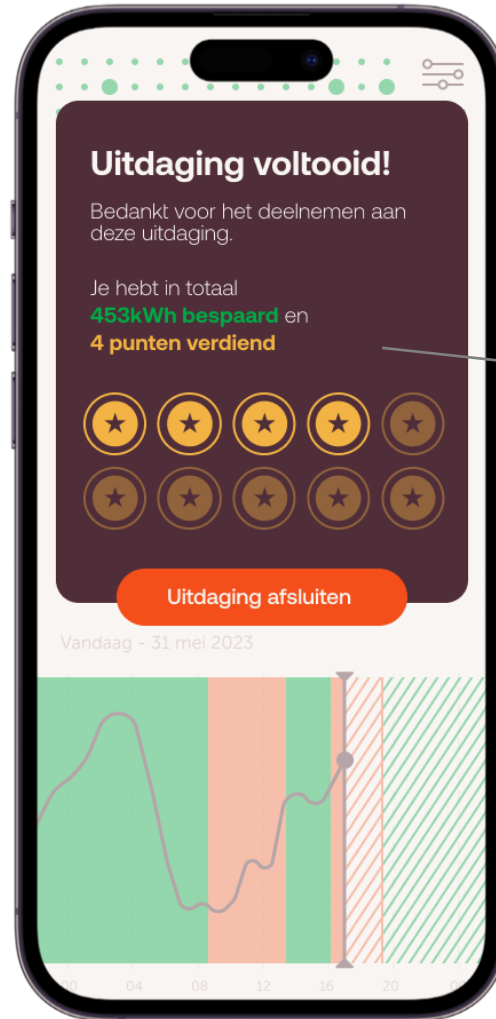 Uitdaging voltooid!
Bedankt voor het deelnemen aan
deze uitdaging.
Je hebt in totaal
453kWh bespaard en
4 punten verdiend
Uitdaging afsluiten
Vandaag - 31 mei 2023
00 04 08 12 16 20